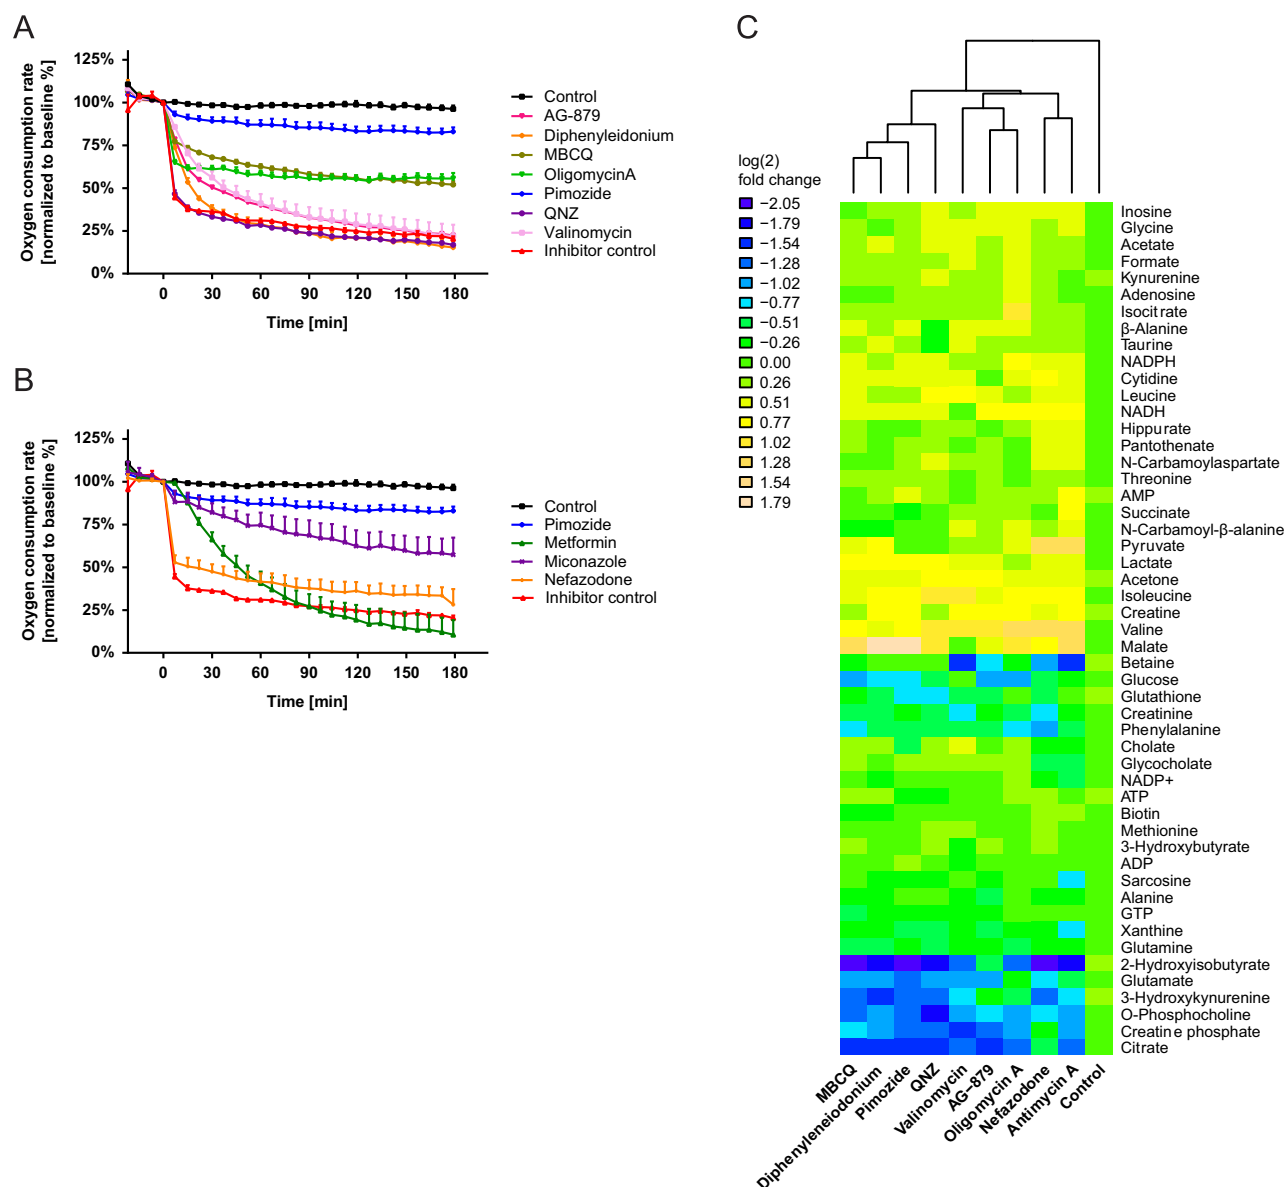 A
Oxygen consumption rate
[normalized to baseline %]
125%
100%
75%
50%
25%
0%
0 30 60 90 120 150 180
Time [min]
Control
AG-879
Diphenyleidonium
MBCQ
OligomycinA
Pimozide
QNZ
Valinomycin
Inhibitor control
B
Oxygen consumption rate
[normalized to baseline %]
125%
100%
75%
50%
25%
0%
0 30 60 90 120 150 180
Time [min]
Control
Pimozide
Metformin
Miconazole
Nefazodone
Inhibitor control
C
log(2)
fold change
−2.05
−1.79
−1.54
−1.28
−1.02
−0.77
−0.51
−0.26
0.00
0.26
0.51
0.77
1.02
1.28
1.54
1.79
Inosine
Glycine
Acetate
Formate
Kynurenine
Adenosine
Isocitrate
β-Alanine
Taurine
NADPH
Cytidine
Leucine
NADH
Hippurate
Pantothenate
N-Carbamoylaspartate
Threonine
AMP
Succinate
N-Carbamoyl-β-alanine
Pyruvate
Lactate
Acetone
Isoleucine
Creatine
Valine
Malate
Betaine
Glucose
Glutathione
Creatinine
Phenylalanine
Cholate
Glycocholate
NADP+
ATP
Biotin
Methionine
3-Hydroxybutyrate
ADP
Sarcosine
Alanine
GTP
Xanthine
Glutamine
2-Hydroxyisobutyrate
Glutamate
3-Hydroxykynurenine
O-Phosphocholine
Creatine phosphate
Citrate
MBCQ
Diphenyleneiodonium
Pimozide
QNZ
Valinomycin
AG−879
Oligomycin A
Nefazodone
Antimycin A
Control